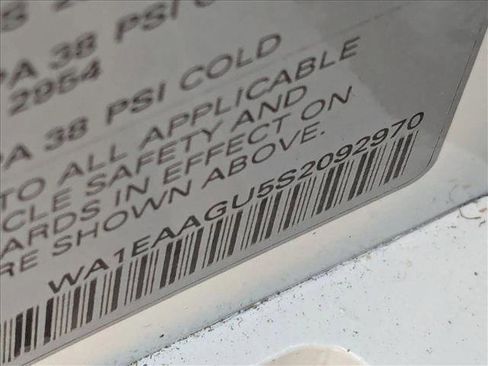 PA 38 PSI
2954
PA 38 PSI COLD
TO ALL APPLICABLE
CLE SAFETY AND
ARDS IN EFFECT ON
RE SHOWN ABOVE.
WA1EAAGU5S2092970